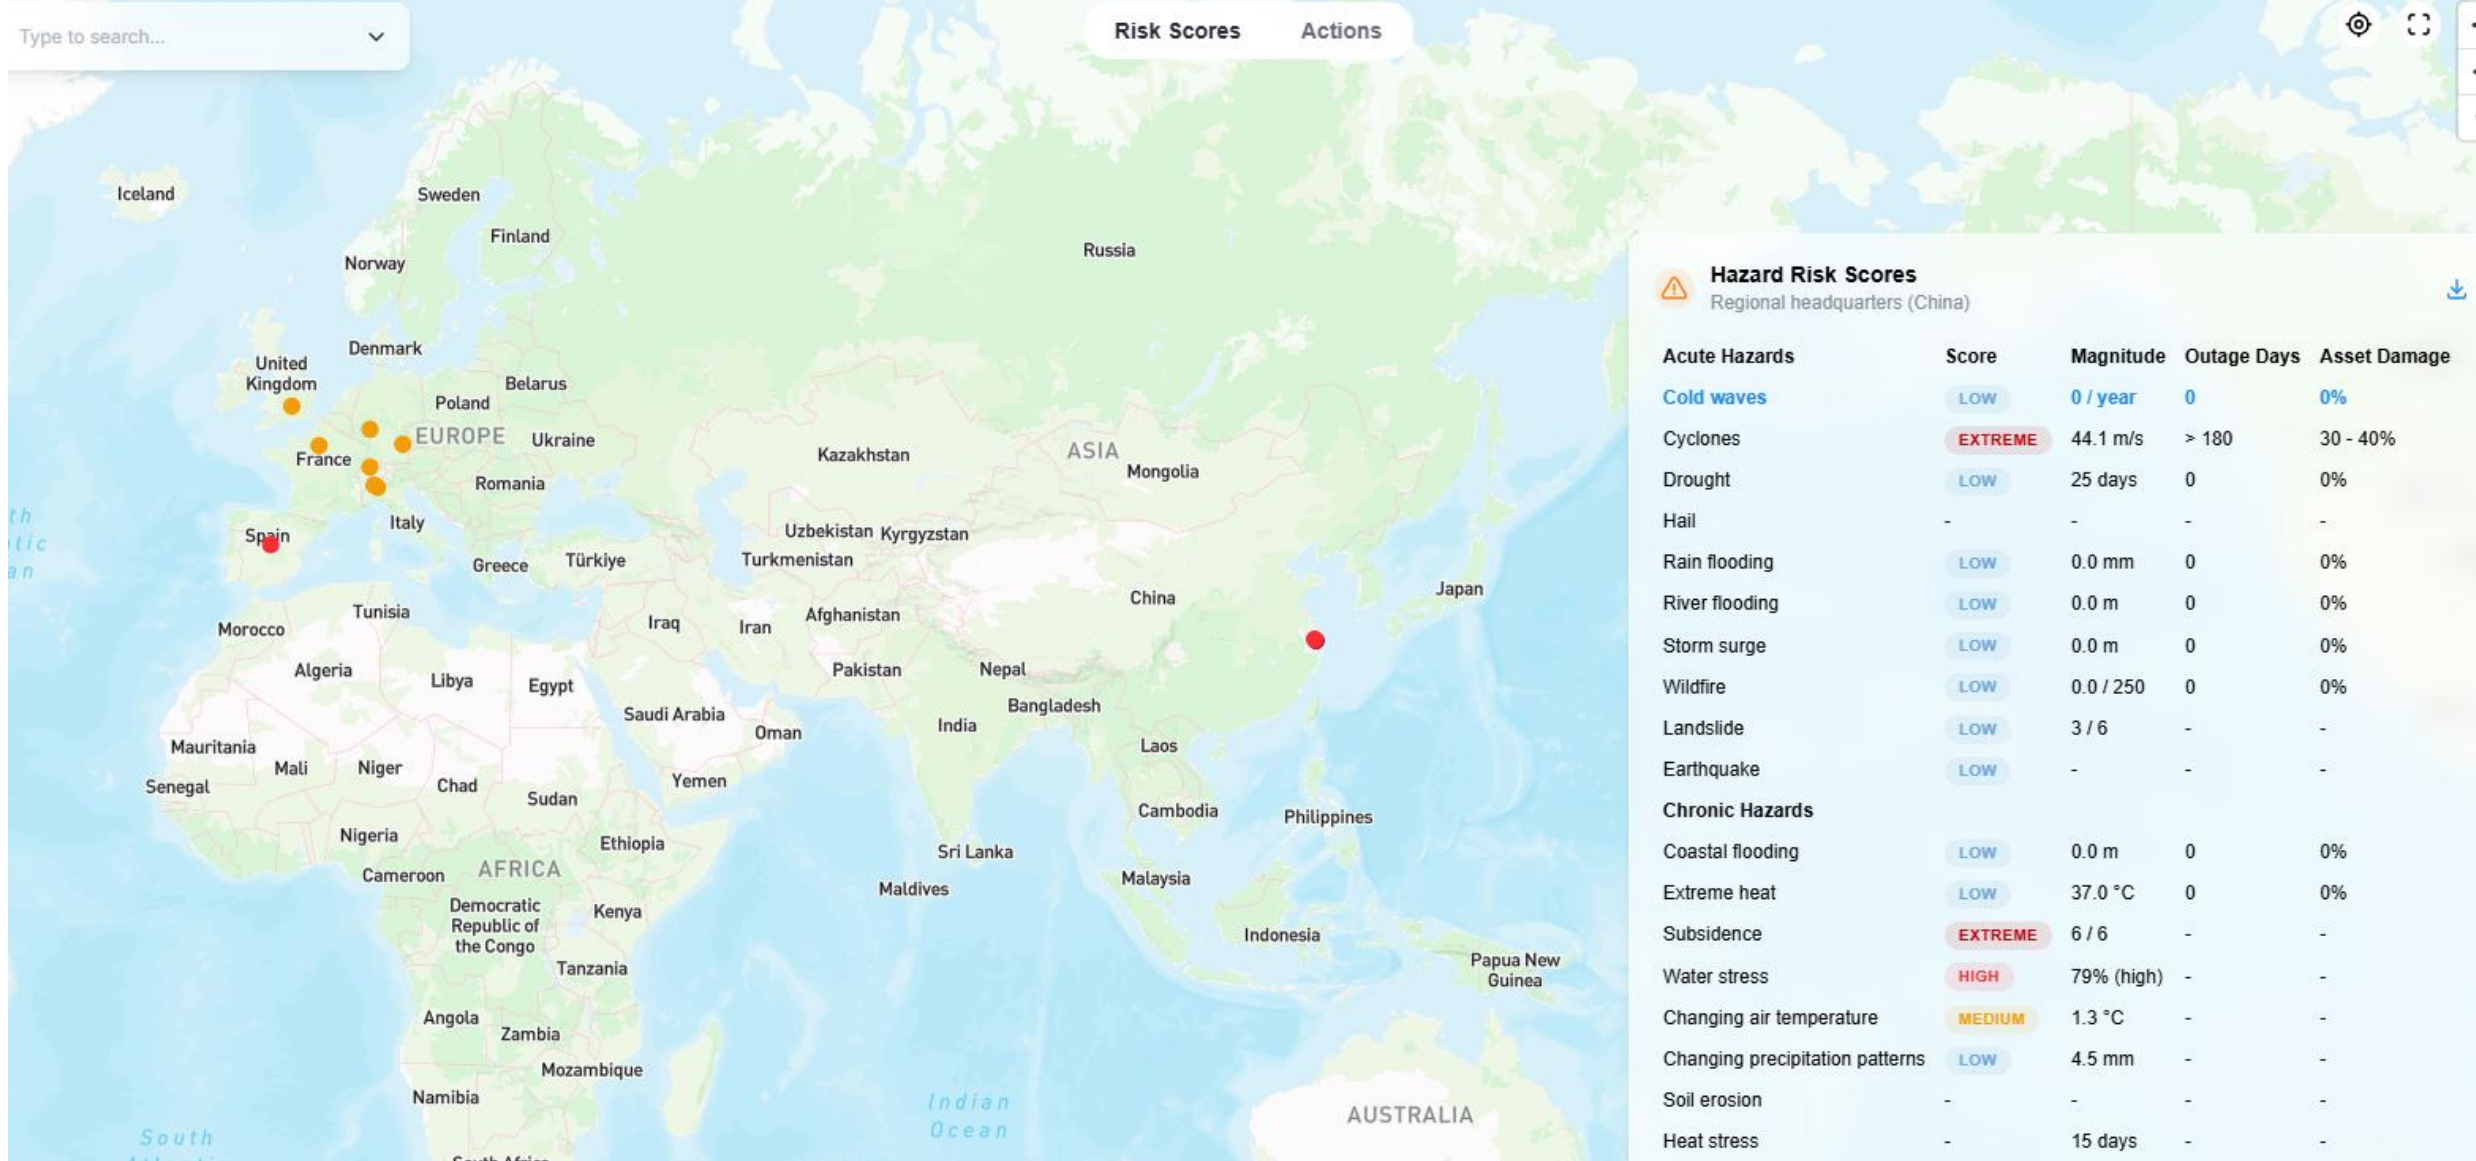 Type to search...
Risk Scores Actions
Iceland
Sweden
Finland
Norway
Russia
Denmark
United
Kingdom
Belarus
Poland
EUROPE
Ukraine
France
Kazakhstan
ASIA
Mongolia
Romania
Italy
Spain
Uzbekistan
Kyrgyzstan
Turkmenistan
Greece
Türkiye
Japan
China
Tunisia
Morocco
Iraq
Iran
Afghanistan
Algeria
Libya
Egypt
Pakistan
Nepal
Bangladesh
Saudi Arabia
Oman
India
Laos
Mauritania
Mali
Niger
Chad
Sudan
Yemen
Senegal
Cambodia
Philippines
Nigeria
Ethiopia
Sri Lanka
Cameroon
AFRICA
Maldives
Malaysia
Democratic
Republic of
the Congo
Kenya
Indonesia
Tanzania
Papua New
Guinea
Angola
Zambia
Mozambique
Namibia
Indian
Ocean
AUSTRALIA
South
South Africa
Hazard Risk Scores
Regional headquarters (China)
Acute Hazards Score Magnitude Outage Days Asset Damage
Cold waves LOW 0 / year 0 0%
Cyclones EXTREME 44.1 m/s > 180 30 - 40%
Drought LOW 25 days 0 0%
Hail - - - -
Rain flooding LOW 0.0 mm 0 0%
River flooding LOW 0.0 m 0 0%
Storm surge LOW 0.0 m 0 0%
Wildfire LOW 0.0 / 250 0 0%
Landslide LOW 3 / 6 - -
Earthquake LOW - - -
Chronic Hazards
Coastal flooding LOW 0.0 m 0 0%
Extreme heat LOW 37.0 °C 0 0%
Subsidence EXTREME 6 / 6 - -
Water stress HIGH 79% (high) - -
Changing air temperature MEDIUM 1.3 °C - -
Changing precipitation patterns LOW 4.5 mm - -
Soil erosion - - - -
Heat stress - 15 days - -